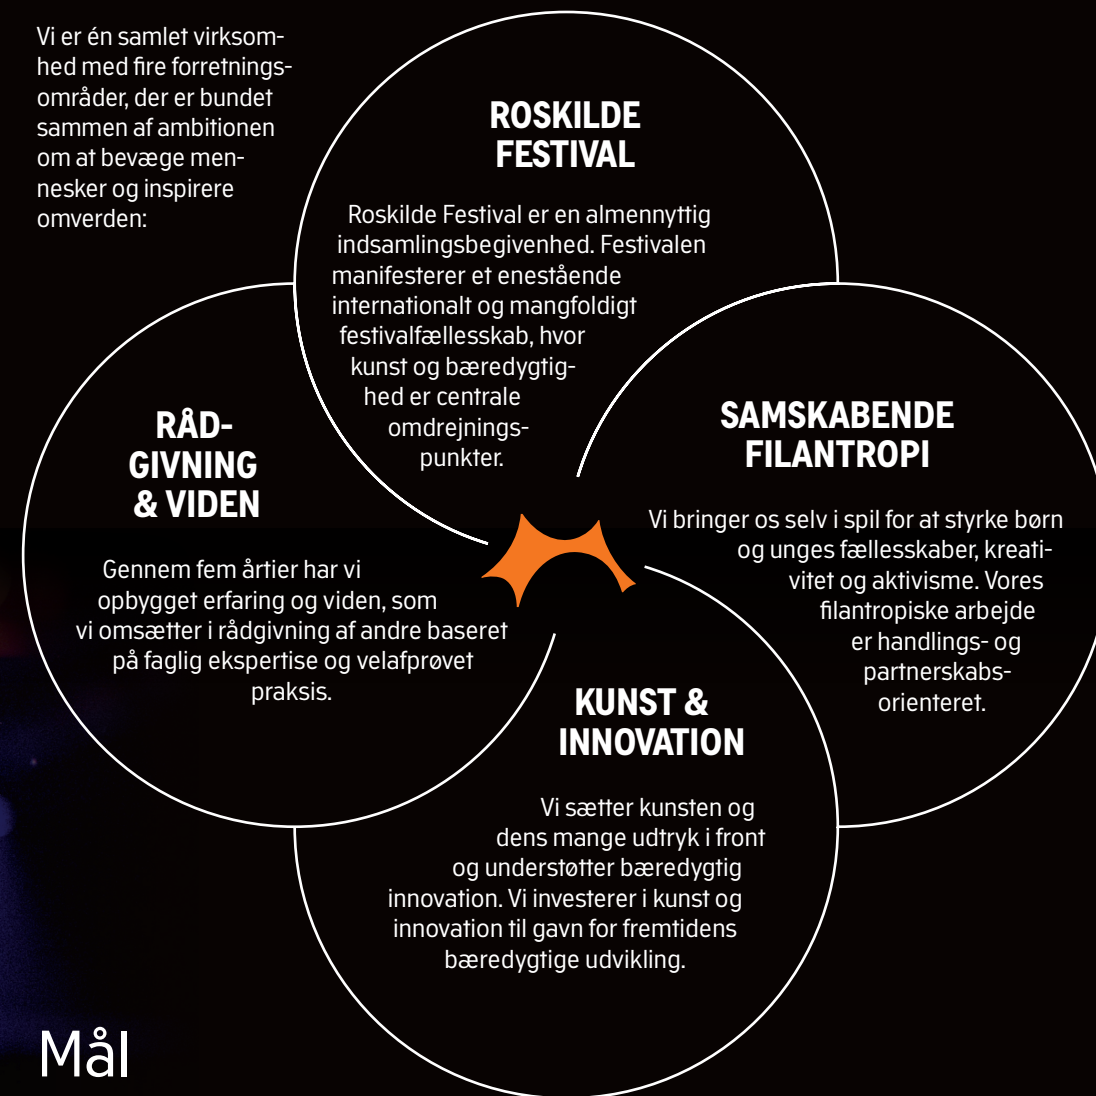 Vi er én samlet virksom-
hed med fire forretnings-
områder, der er bundet
sammen af ambitionen
om at bevæge men-
nesker og inspirere
omverden:
ROSKILDE
FESTIVAL
Roskilde Festival er en almennyttig
indsamlingsbegivenhed. Festivalen
manifesterer et enestående
internationalt og mangfoldigt
festivalfællesskab, hvor
kunst og bæredygtig-
hed er centrale
omdrejnings-
punkter.
RÅD-
GIVNING
& VIDEN
Gennem fem årtier har vi
opbygget erfaring og viden, som
vi omsætter i rådgivning af andre baseret
på faglig ekspertise og velafprøvet
praksis.
SAMSKABENDE
FILANTROPI
Vi bringer os selv i spil for at styrke børn
og unges fællesskaber, kreati-
vitet og aktivisme. Vores
filantropiske arbejde
er handlings- og
partnerskabs-
orienteret.
KUNST &
INNOVATION
Vi sætter kunsten og
dens mange udtryk i front
og understøtter bæredygtig
innovation. Vi investerer i kunst og
innovation til gavn for fremtidens
bæredygtige udvikling.
Mål